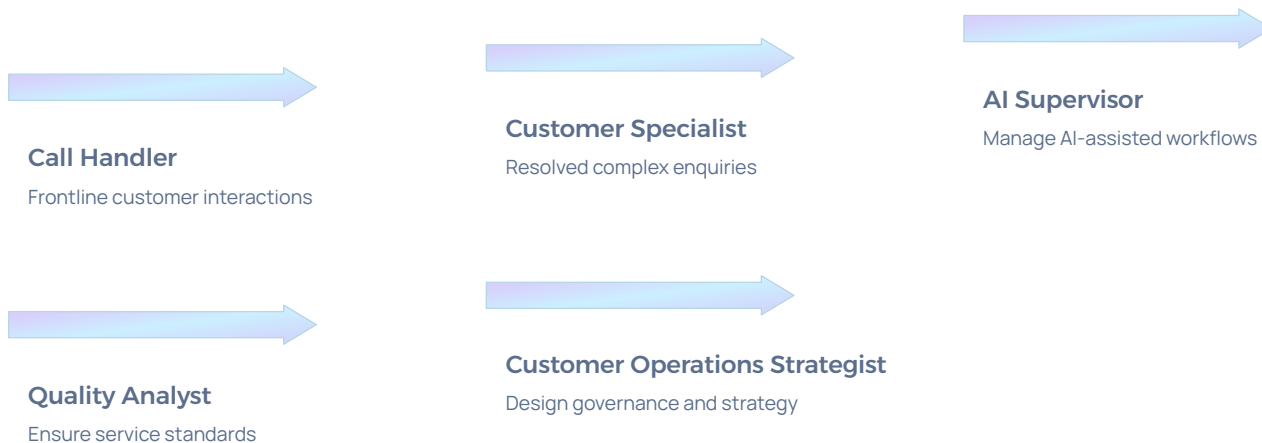 Call Handler
Frontline customer interactions
Customer Specialist
Resolved complex enquiries
AI Supervisor
Manage AI-assisted workflows
Quality Analyst
Ensure service standards
Customer Operations Strategist
Design governance and strategy